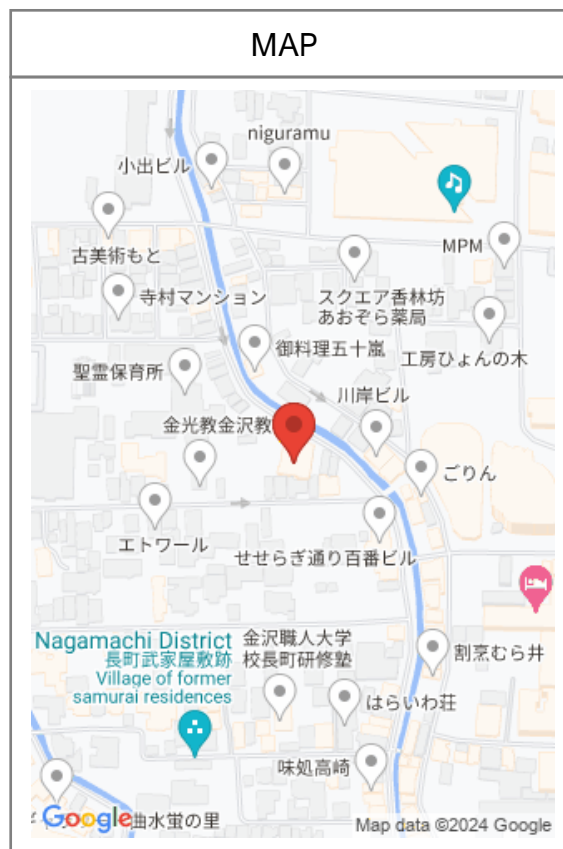 MAP
niguramu
小出ビル
古美術もと
MPM
寺村マンション
スクエア香林坊
あおぞら薬局
御料理五十嵐
工房ひょんの木
聖霊保育所
川岸ビル
金光教金沢教
ごりん
エトワール
せせらぎ通り百番ビル
Nagamachi District
長町武家屋敷跡
Village of former
samurai residences
金沢職人大学
校長町研修塾
割烹むら井
はらいわ荘
味処高崎
曲水蛍の里
Google
Map data ©2024 Google